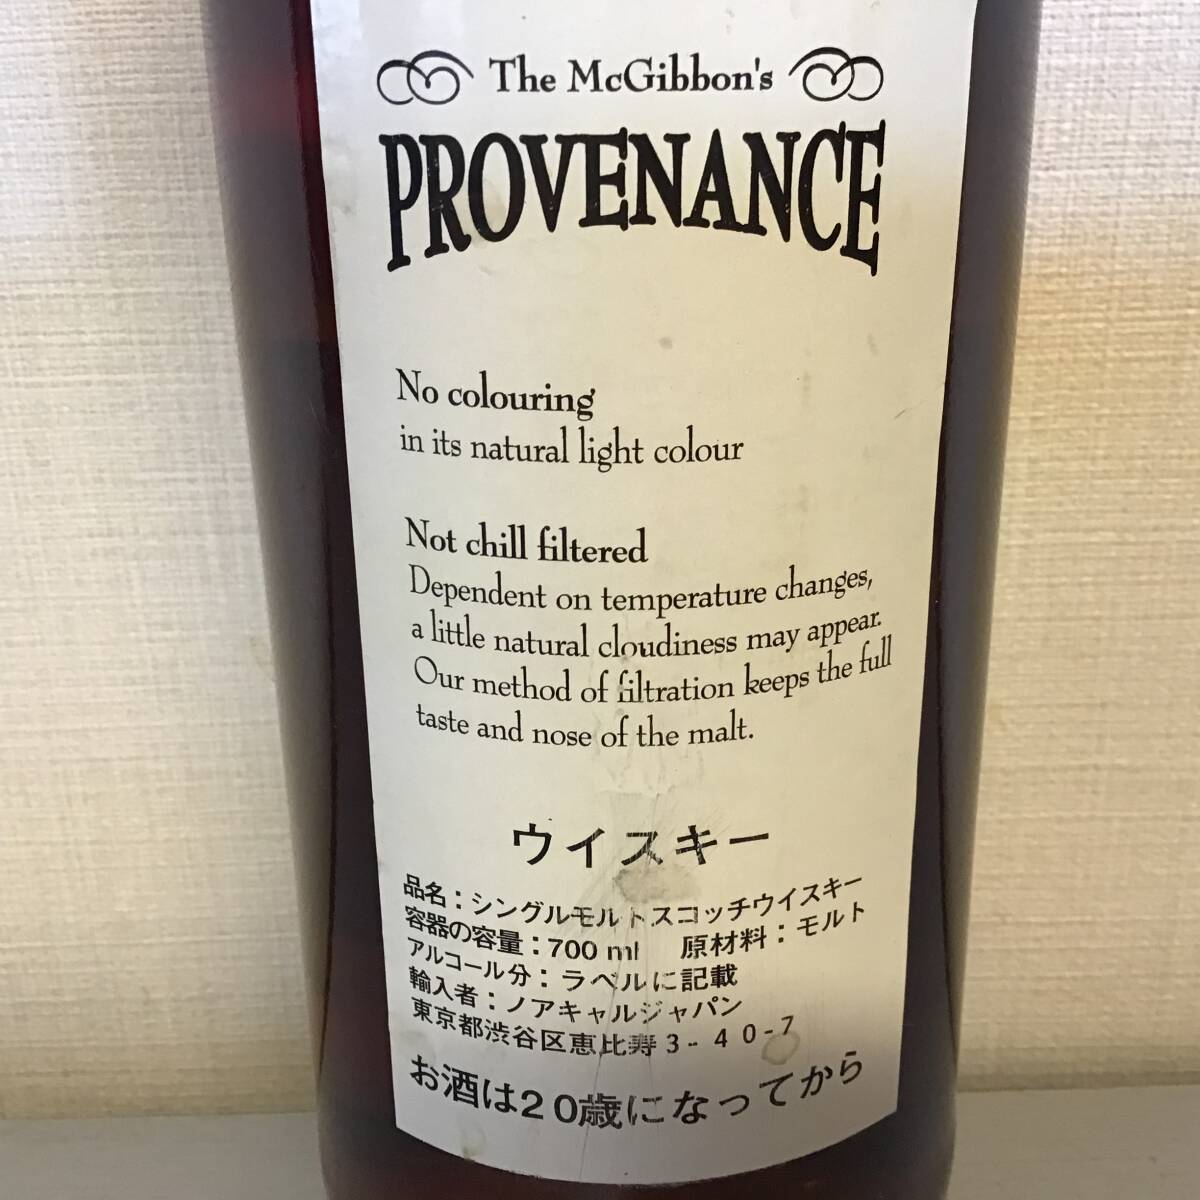 The McGibbon's
PROVENANCE
No colouring
in its natural light colour
Not chill filtered
Dependent on temperature changes,
a little natural cloudiness may appear.
Our method of filtration keeps the full
taste and nose of the malt.
ウイスキー
品名：シングルモルトスコッチウイスキー
容器の容量：700 ml　原材料：モルト
アルコール分：ラベルに記載
輸入者：ノアキャルジャパン
東京都渋谷区恵比寿3-40-7
お酒は20歳になってから